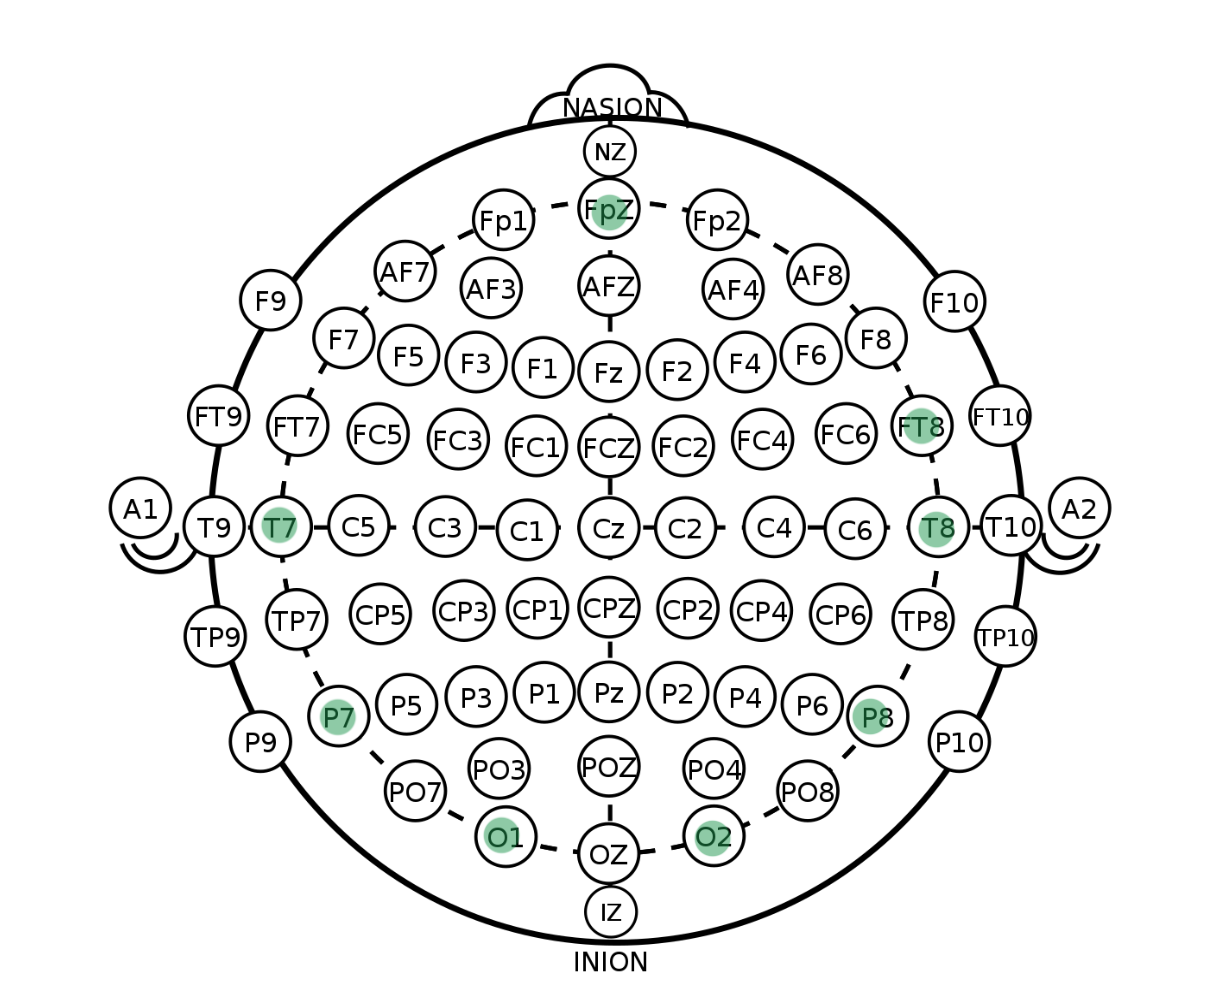 NASION
NZ
Fp1 FpZ Fp2
AF7 AF3 AFZ AF4 AF8
F9 F10
F7 F5 F3 F1 Fz F2 F4 F6 F8
FT9 FT7 FC5 FC3 FC1 FCZ FC2 FC4 FC6 FT8 FT10
A1 A2
T9 T7 C5 C3 C1 Cz C2 C4 C6 T8 T10
TP9 TP7 CP5 CP3 CP1 CPZ CP2 CP4 CP6 TP8 TP10
P9 P7 P5 P3 P1 Pz P2 P4 P6 P8 P10
PO7 PO3 POZ PO4 PO8
O1 OZ O2
IZ
INION